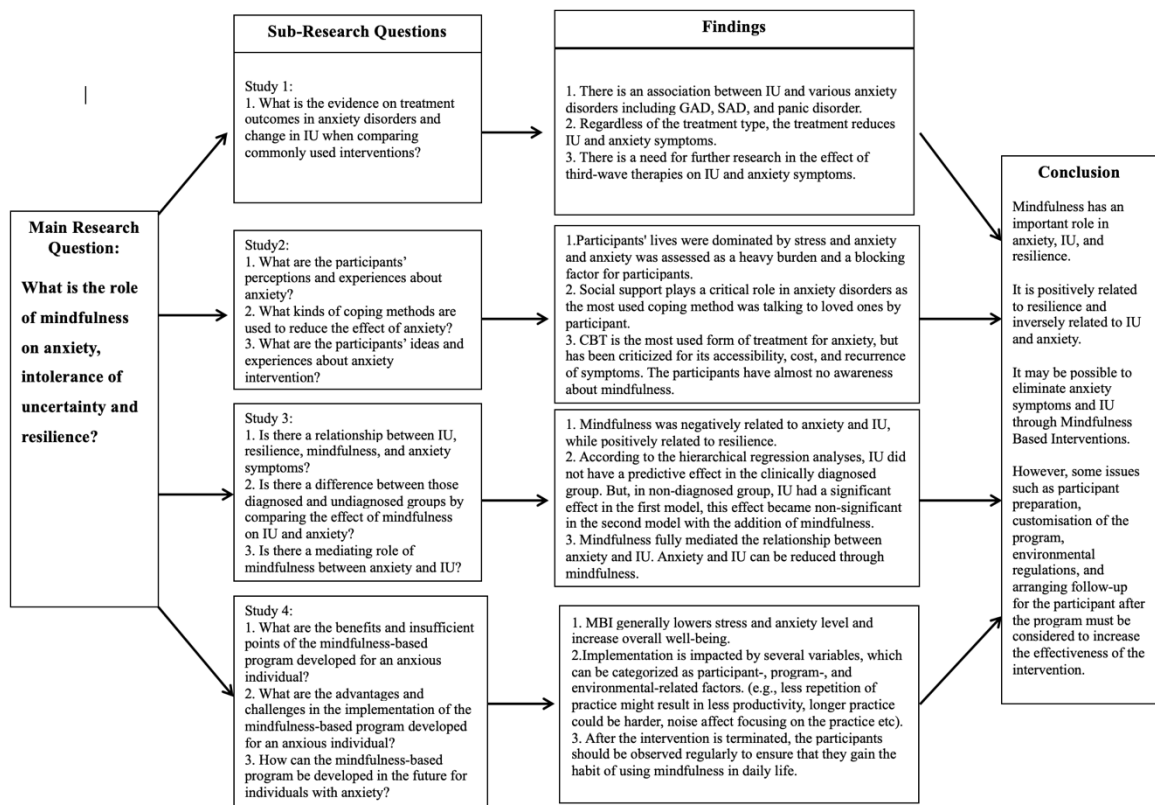 Main Research
Question:
What is the role
of mindfulness
on anxiety,
intolerance of
uncertainty and
resilience?
Sub-Research Questions
Study 1:
1. What is the evidence on treatment
outcomes in anxiety disorders and
change in IU when comparing
commonly used interventions?
Study2:
1. What are the participants'
perceptions and experiences about
anxiety?
2. What kinds of coping methods are
used to reduce the effect of anxiety?
3. What are the participants' ideas and
experiences about anxiety
intervention?
Study 3:
1. Is there a relationship between IU,
resilience, mindfulness, and anxiety
symptoms?
2. Is there a difference between those
diagnosed and undiagnosed groups by
comparing the effect of mindfulness
on IU and anxiety?
3. Is there a mediating role of
mindfulness between anxiety and IU?
Study 4:
1. What are the benefits and insufficient
points of the mindfulness-based
program developed for an anxious
individual?
2. What are the advantages and
challenges in the implementation of the
mindfulness-based program developed
for an anxious individual?
3. How can the mindfulness-based
program be developed in the future for
individuals with anxiety?
Findings
1. There is an association between IU and various anxiety
disorders including GAD, SAD, and panic disorder.
2. Regardless of the treatment type, the treatment reduces
IU and anxiety symptoms.
3. There is a need for further research in the effect of
third-wave therapies on IU and anxiety symptoms.
1.Participants' lives were dominated by stress and anxiety
and anxiety was assessed as a heavy burden and a blocking
factor for participants.
2. Social support plays a critical role in anxiety disorders as
the most used coping method was talking to loved ones by
participant.
3. CBT is the most used form of treatment for anxiety, but
has been criticized for its accessibility, cost, and recurrence
of symptoms. The participants have almost no awareness
about mindfulness.
1. Mindfulness was negatively related to anxiety and IU,
while positively related to resilience.
2. According to the hierarchical regression analyses, IU did
not have a predictive effect in the clinically diagnosed
group. But, in non-diagnosed group, IU had a significant
effect in the first model, this effect became non-significant
in the second model with the addition of mindfulness.
3. Mindfulness fully mediated the relationship between
anxiety and IU. Anxiety and IU can be reduced through
mindfulness.
1. MBI generally lowers stress and anxiety level and
increase overall well-being.
2.Implementation is impacted by several variables, which
can be categorized as participant-, program-, and
environmental-related factors. (e.g., less repetition of
practice might result in less productivity, longer practice
could be harder, noise affect focusing on the practice etc).
3. After the intervention is terminated, the participants
should be observed regularly to ensure that they gain the
habit of using mindfulness in daily life.
Conclusion
Mindfulness has an
important role in
anxiety, IU, and
resilience.
It is positively related
to resilience and
inversely related to IU
and anxiety.
It may be possible to
eliminate anxiety
symptoms and IU
through Mindfulness
Based Interventions.
However, some issues
such as participant
preparation,
customisation of the
program,
environmental
regulations, and
arranging follow-up
for the participant after
the program must be
considered to increase
the effectiveness of the
intervention.